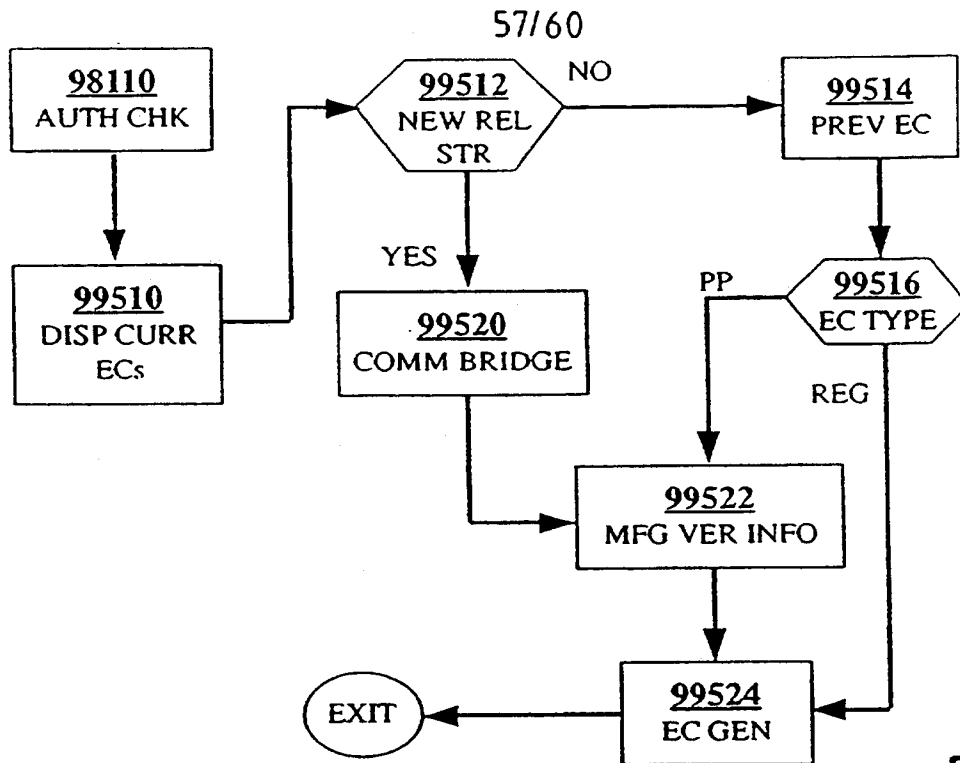 57/60
98110
AUTH CHK
99510
DISP CURR
ECs
99512
NEW REL
STR
NO
99514
PREV EC
YES
99520
COMM BRIDGE
PP
99516
EC TYPE
REG
99522
MFG VER INFO
99524
EC GEN
EXIT